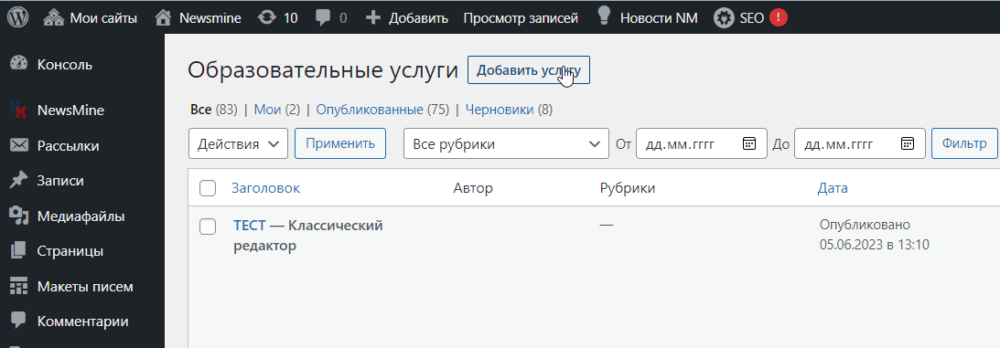 Мои сайты Newsmine 10 0 Добавить Просмотр записей Новости NM SEO !
Консоль
NewsMine
Рассылки
Записи
Медиафайлы
Страницы
Макеты писем
Комментарии
Образовательные услуги Добавить услугу
Все (83) | Мои (2) | Опубликованные (75) | Черновики (8)
Действия Применить Все рубрики От дд.мм.гггг До дд.мм.гггг Фильтр
Заголовок Автор Рубрики Дата
ТЕСТ — Классический — Опубликовано
редактор 05.06.2023 в 13:10